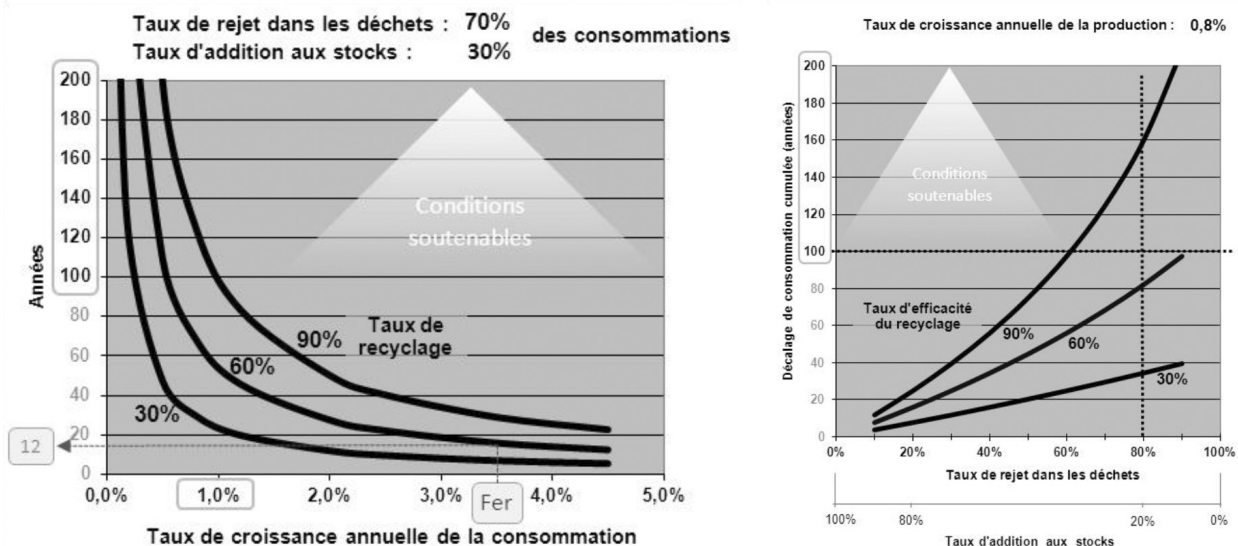 Taux de rejet dans les déchets : 70%
Taux d'addition aux stocks : 30%
des consommations
Années
200
180
160
140
120
100
80
60
40
20
0
12
Conditions
soutenables
Taux de
recyclage
90%
60%
30%
0,0% 1,0% 2,0% 3,0% 4,0% 5,0%
Fer
Taux de croissance annuelle de la consommation
Taux de croissance annuelle de la production : 0,8%
Décalage de consommation cumulée (années)
200
180
160
140
120
100
80
60
40
20
0
Conditions
soutenables
Taux d'efficacité
du recyclage
90%
60%
30%
0% 20% 40% 60% 80% 100%
Taux de rejet dans les déchets
100% 80% 20% 0%
Taux d'addition aux stocks